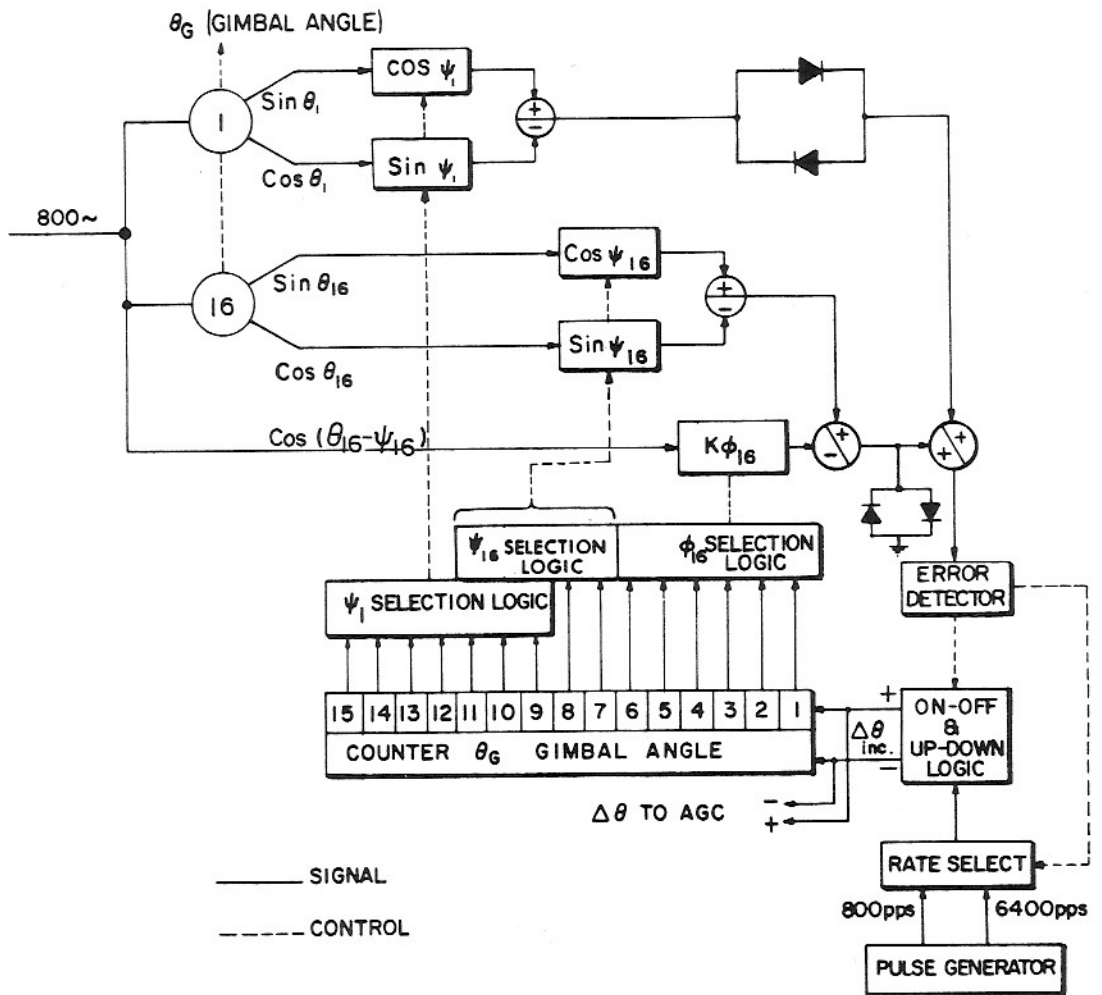 θG (GIMBAL ANGLE)
COS ψ1
Sin θ1
1
+
−
Sin ψ1
Cos θ1
800~
Cos ψ16
Sin θ16
16
+
−
Sin ψ16
Cos θ16
Cos (θ16-ψ16)
Kϕ16
+
−
+
+
ψ16 SELECTION
LOGIC
ϕ16 SELECTION
LOGIC
ERROR
DETECTOR
ψ1 SELECTION LOGIC
15 14 13 12 11 10 9 8 7 6 5 4 3 2 1
COUNTER θG GIMBAL ANGLE
+
Δθ
inc.
−
ON-OFF
&
UP-DOWN
LOGIC
Δθ TO AGC
−
+
RATE SELECT
SIGNAL
800pps
6400pps
CONTROL
PULSE GENERATOR